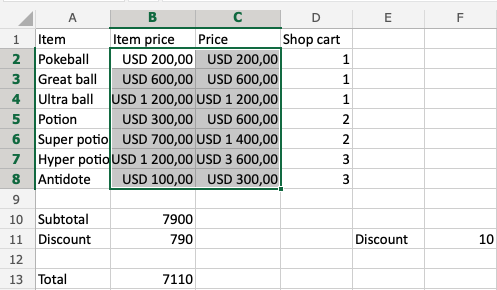 A B C D E F
1 Item Item price Price Shop cart
2 Pokeball USD 200,00 USD 200,00 1
3 Great ball USD 600,00 USD 600,00 1
4 Ultra ball USD 1 200,00 USD 1 200,00 1
5 Potion USD 300,00 USD 600,00 2
6 Super potio USD 700,00 USD 1 400,00 2
7 Hyper potio USD 1 200,00 USD 3 600,00 3
8 Antidote USD 100,00 USD 300,00 3
9
10 Subtotal 7900
11 Discount 790 Discount 10
12
13 Total 7110